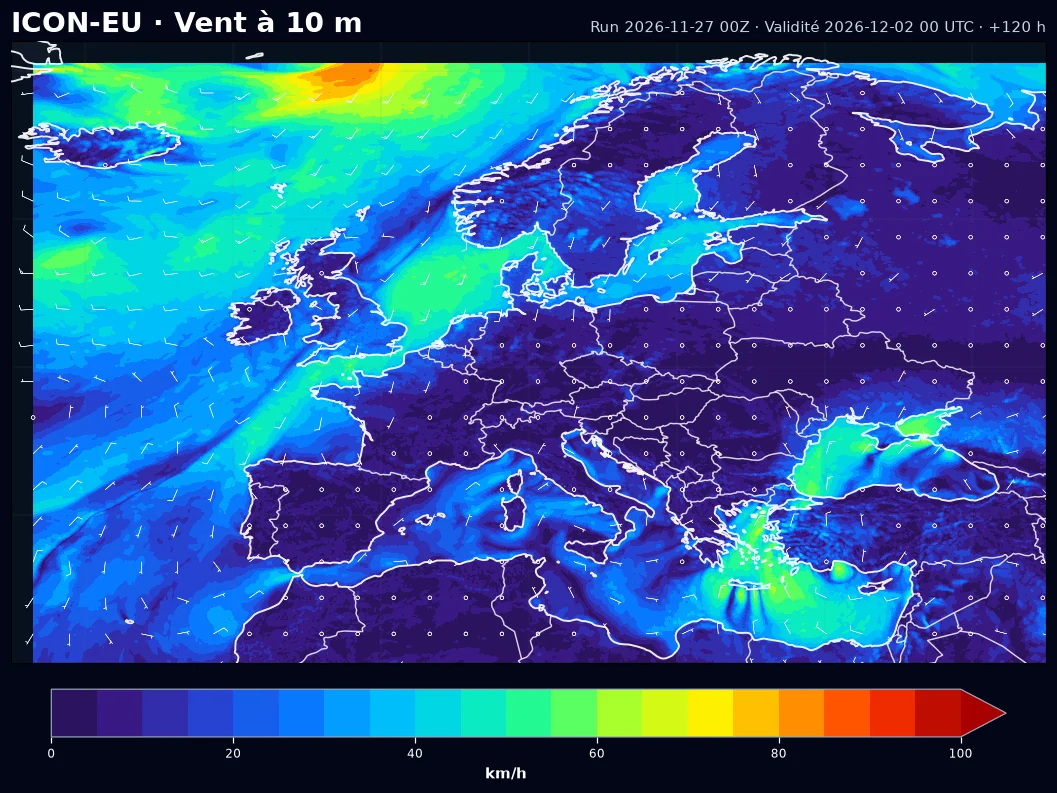 ICON-EU · Vent à 10 m
Run 2026-11-27 00Z · Validité 2026-12-02 00 UTC · +120 h
0 20 40 60 80 100
km/h